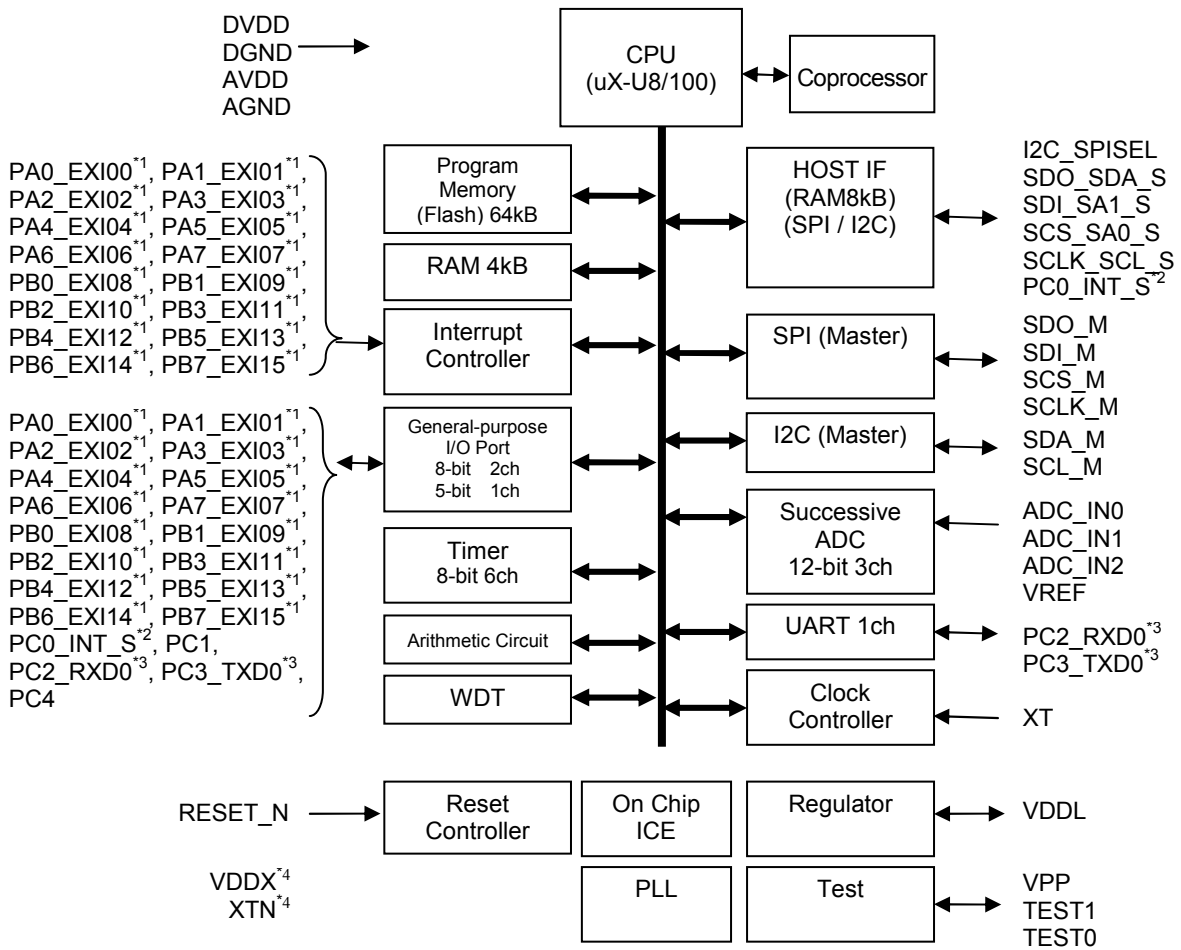 DVDD
DGND
AVDD
AGND
CPU
(uX-U8/100)
Coprocessor
PA0_EXI00*1, PA1_EXI01*1,
PA2_EXI02*1, PA3_EXI03*1,
PA4_EXI04*1, PA5_EXI05*1,
PA6_EXI06*1, PA7_EXI07*1,
PB0_EXI08*1, PB1_EXI09*1,
PB2_EXI10*1, PB3_EXI11*1,
PB4_EXI12*1, PB5_EXI13*1,
PB6_EXI14*1, PB7_EXI15*1
Program
Memory
(Flash) 64kB
RAM 4kB
Interrupt
Controller
HOST IF
(RAM8kB)
(SPI / I2C)
I2C_SPISEL
SDO_SDA_S
SDI_SA1_S
SCS_SA0_S
SCLK_SCL_S
PC0_INT_S*2
SPI (Master)
SDO_M
SDI_M
SCS_M
SCLK_M
PA0_EXI00*1, PA1_EXI01*1,
PA2_EXI02*1, PA3_EXI03*1,
PA4_EXI04*1, PA5_EXI05*1,
PA6_EXI06*1, PA7_EXI07*1,
PB0_EXI08*1, PB1_EXI09*1,
PB2_EXI10*1, PB3_EXI11*1,
PB4_EXI12*1, PB5_EXI13*1,
PB6_EXI14*1, PB7_EXI15*1
PC0_INT_S*2, PC1,
PC2_RXD0*3, PC3_TXD0*3,
PC4
General-purpose
I/O Port
8-bit 2ch
5-bit 1ch
Timer
8-bit 6ch
Arithmetic Circuit
WDT
I2C (Master)
SDA_M
SCL_M
Successive
ADC
12-bit 3ch
ADC_IN0
ADC_IN1
ADC_IN2
VREF
UART 1ch
PC2_RXD0*3
PC3_TXD0*3
Clock
Controller
XT
RESET_N
Reset
Controller
On Chip
ICE
Regulator
VDDL
VDDX*4
XTN*4
PLL
Test
VPP
TEST1
TEST0